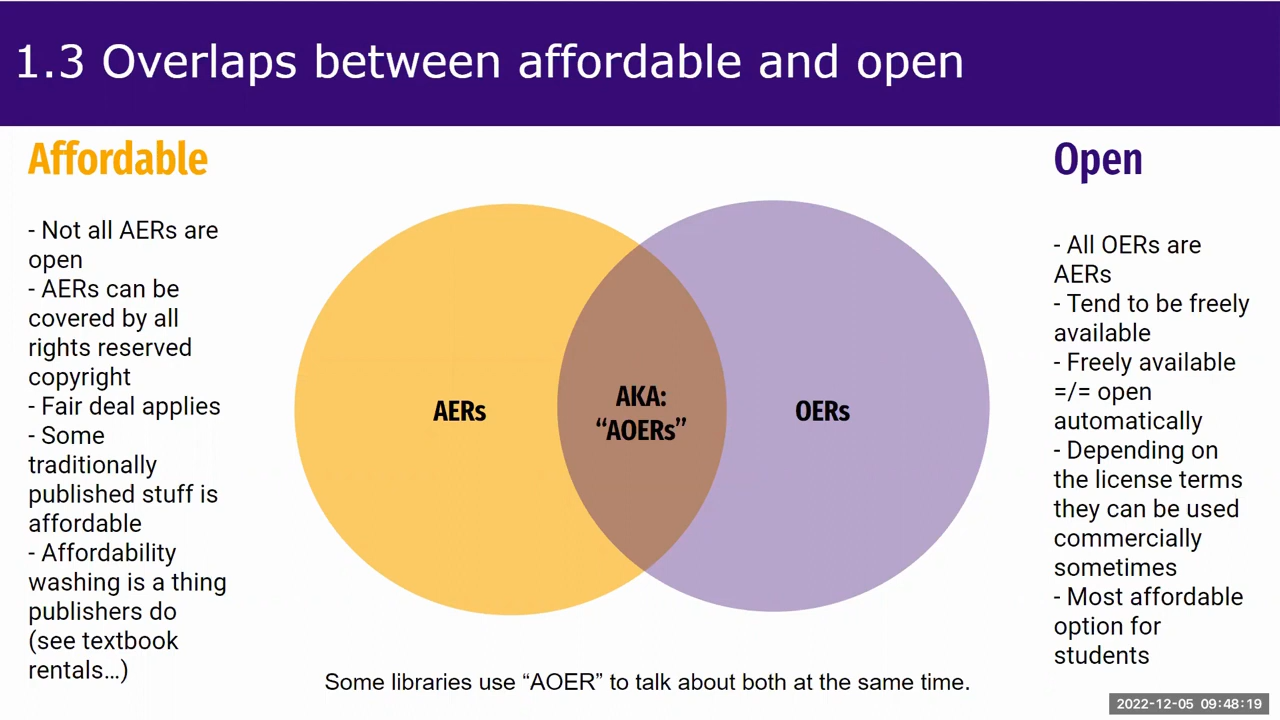 1.3 Overlaps between affordable and open
Affordable
- Not all AERs are
open
- AERs can be
covered by all
rights reserved
copyright
- Fair deal applies
- Some
traditionally
published stuff is
affordable
- Affordability
washing is a thing
publishers do
(see textbook
rentals…)
AERs
AKA:
“AOERs”
OERs
Open
- All OERs are
AERs
- Tend to be freely
available
- Freely available
=/= open
automatically
- Depending on
the license terms
they can be used
commercially
sometimes
- Most affordable
option for
students
Some libraries use “AOER” to talk about both at the same time.
2022-12-05 09:48:19